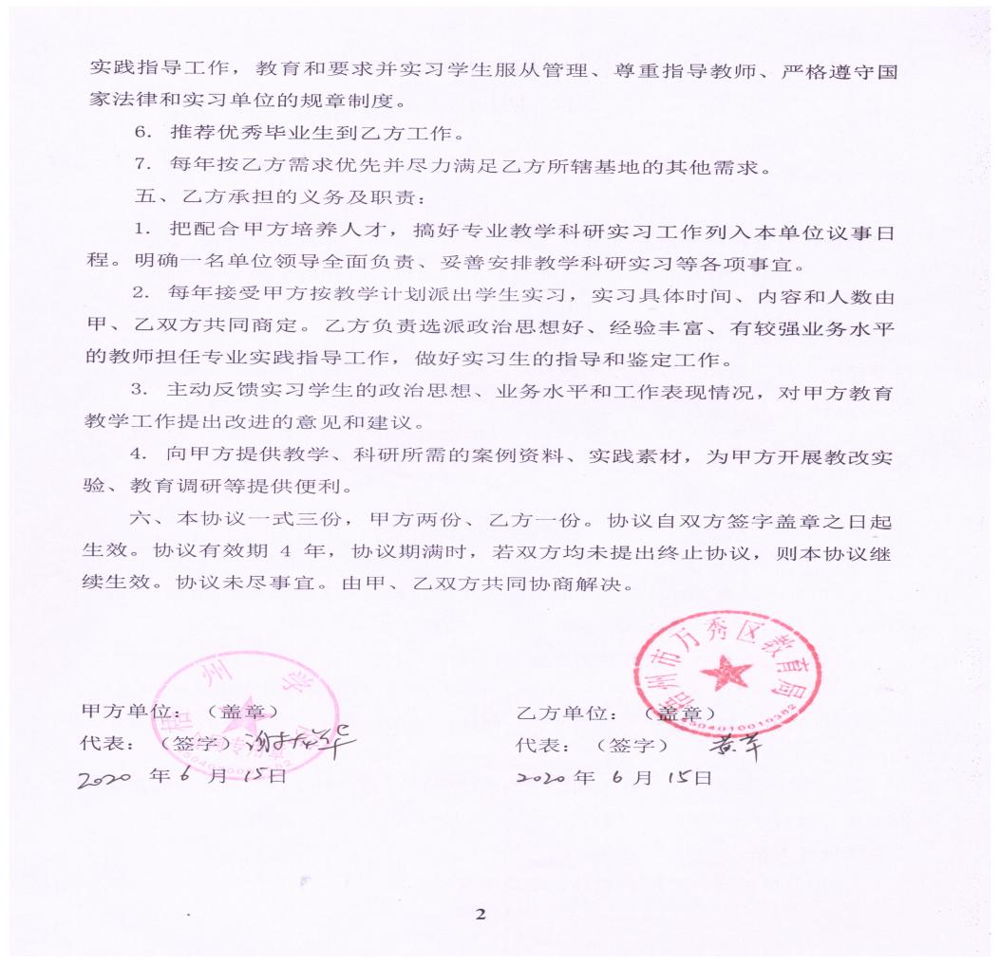 实践指导工作，教育和要求并实习学生服从管理、尊重指导教师、严格遵守国
家法律和实习单位的规章制度。
6. 推荐优秀毕业生到乙方工作。
7. 每年按乙方需求优先并尽力满足乙方所辖基地的其他需求。
五、乙方承担的义务及职责：
1. 把配合甲方培养人才，搞好专业教学科研实习工作列入本单位议事日
程。明确一名单位领导全面负责、妥善安排教学科研实习等各项事宜。
2. 每年接受甲方按教学计划派出学生实习，实习具体时间、内容和人数由
甲、乙双方共同商定。乙方负责选派政治思想好、经验丰富、有较强业务水平
的教师担任专业实践指导工作，做好实习生的指导和鉴定工作。
3. 主动反馈实习学生的政治思想、业务水平和工作表现情况，对甲方教育
教学工作提出改进的意见和建议。
4. 向甲方提供教学、科研所需的案例资料、实践素材，为甲方开展教改实
验、教育调研等提供便利。
六、本协议一式三份，甲方两份、乙方一份。协议自双方签字盖章之日起
生效。协议有效期 4 年，协议期满时，若双方均未提出终止协议，则本协议继
续生效。协议未尽事宜。由甲、乙双方共同协商解决。
梧州学院
梧州市万秀区教育局
甲方单位：（盖章）
乙方单位：（盖章）
代表：（签字）
代表：（签字）
2020 年 6 月 15日
2020 年 6 月 15日
2